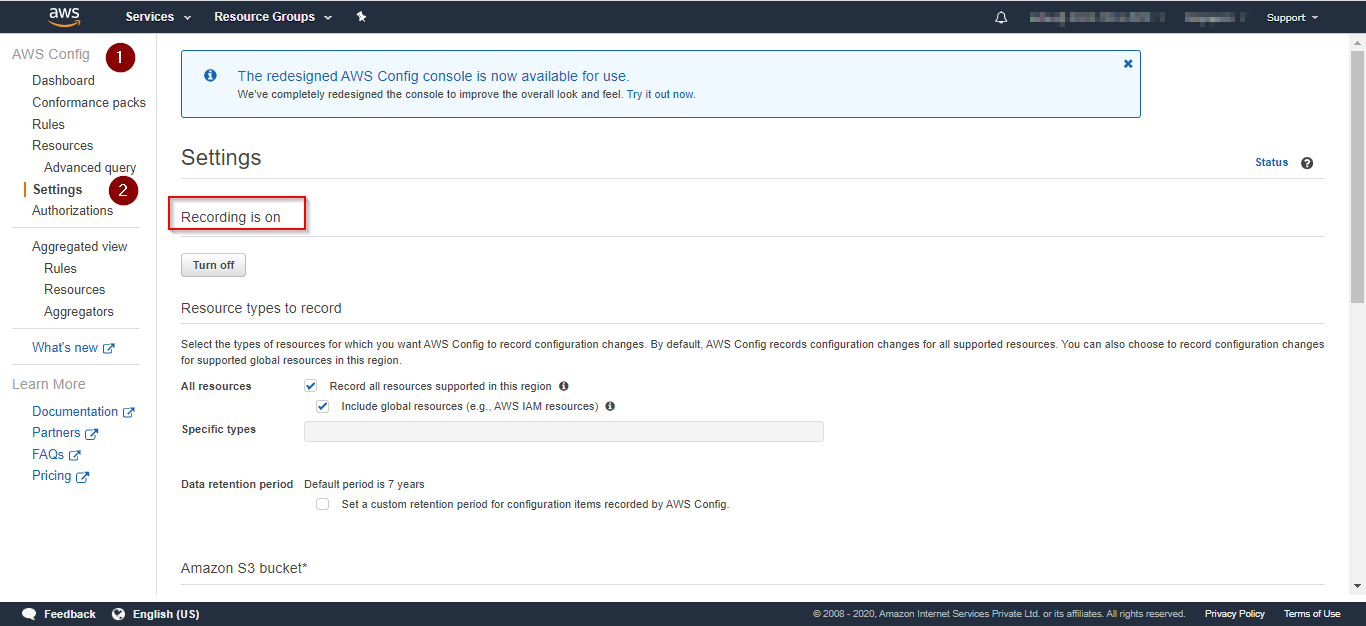 aws
Services
Resource Groups
Support
AWS Config
1
Dashboard
Conformance packs
Rules
Resources
Advanced query
Settings
2
Authorizations
Aggregated view
Rules
Resources
Aggregators
What's new
Learn More
Documentation
Partners
FAQs
Pricing
The redesigned AWS Config console is now available for use.
We've completely redesigned the console to improve the overall look and feel. Try it out now.
Settings
Status
Recording is on
Turn off
Resource types to record
Select the types of resources for which you want AWS Config to record configuration changes. By default, AWS Config records configuration changes for all supported resources. You can also choose to record configuration changes
for supported global resources in this region.
All resources
Record all resources supported in this region
Include global resources (e.g., AWS IAM resources)
Specific types
Data retention period
Default period is 7 years
Set a custom retention period for configuration items recorded by AWS Config.
Amazon S3 bucket*
Feedback
English (US)
© 2008 - 2020, Amazon Internet Services Private Ltd. or its affiliates. All rights reserved.
Privacy Policy
Terms of Use